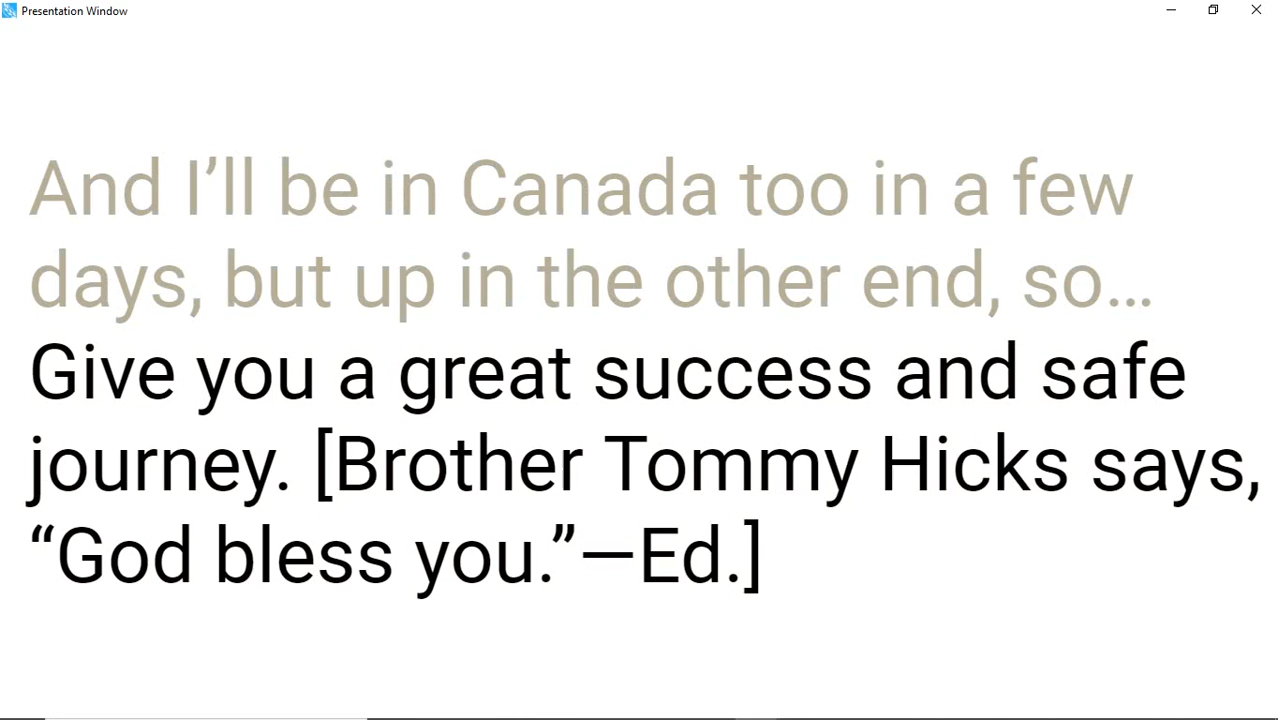 Presentation Window
And I’ll be in Canada too in a few
days, but up in the other end, so…
Give you a great success and safe
journey. [Brother Tommy Hicks says,
“God bless you.”—Ed.]